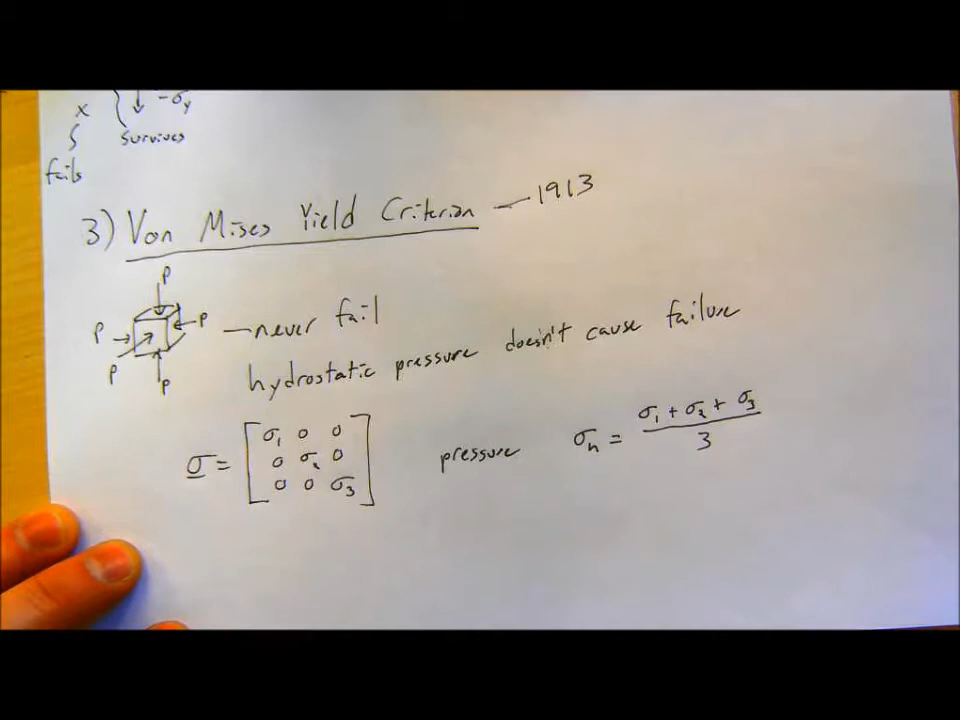 x { ↓ -σy
fails survives
3) Von Mises Yield Criterion — 1913
P
P P — never fail
P P
hydrostatic pressure doesn't cause failure
σ = [σ₁ 0 0
0 σ₂ 0
0 0 σ₃]
pressure σₕ = (σ₁ + σ₂ + σ₃) / 3